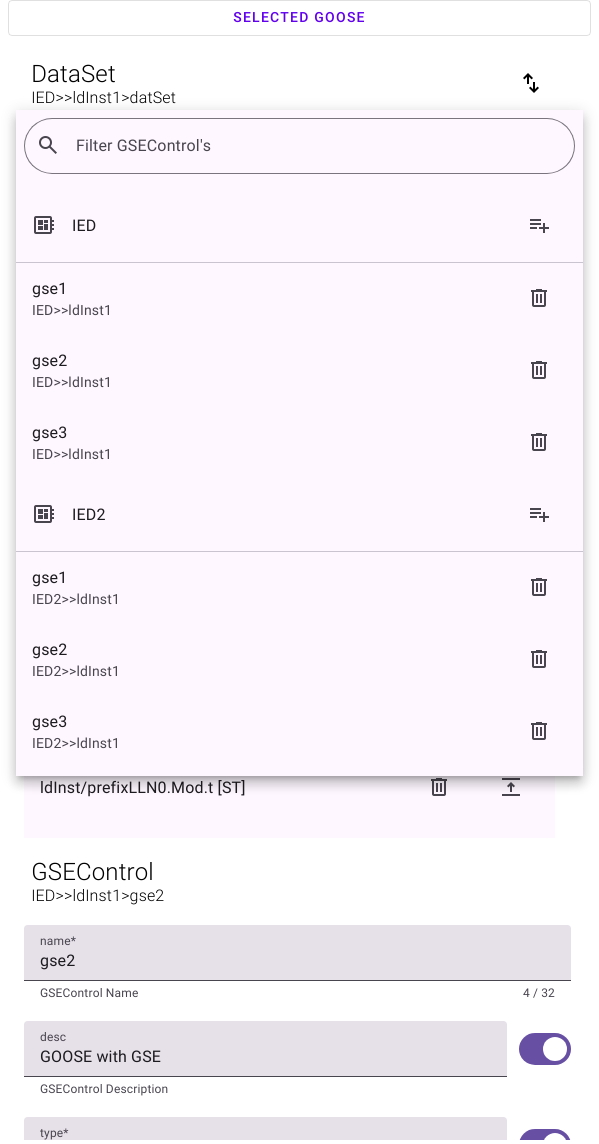 SELECTED GOOSE
DataSet
IED>>ldInst1>datSet
Filter GSEControl's
IED
gse1
IED>>ldInst1
gse2
IED>>ldInst1
gse3
IED>>ldInst1
IED2
gse1
IED2>>ldInst1
gse2
IED2>>ldInst1
gse3
IED2>>ldInst1
ldInst/prefixLLN0.Mod.t [ST]
GSEControl
IED>>ldInst1>gse2
name*
gse2
GSEControl Name
4 / 32
desc
GOOSE with GSE
GSEControl Description
type*